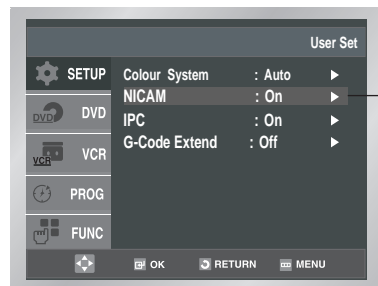 User Set
SETUP
DVD
DVD
VCR
VCR
PROG
FUNC
Colour System : Auto
NICAM : On
IPC : On
G-Code Extend : Off
OK RETURN MENU